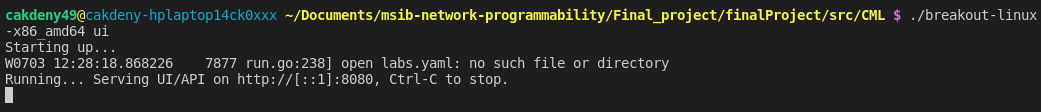 cakdeny49@cakdeny-hplaptop14ck0xxx ~/Documents/msib-network-programmability/Final_project/finalProject/src/CML $ ./breakout-linux
-x86_amd64 ui
Starting up...
W0703 12:28:18.868226    7877 run.go:238] open labs.yaml: no such file or directory
Running... Serving UI/API on http://[::1]:8080, Ctrl-C to stop.